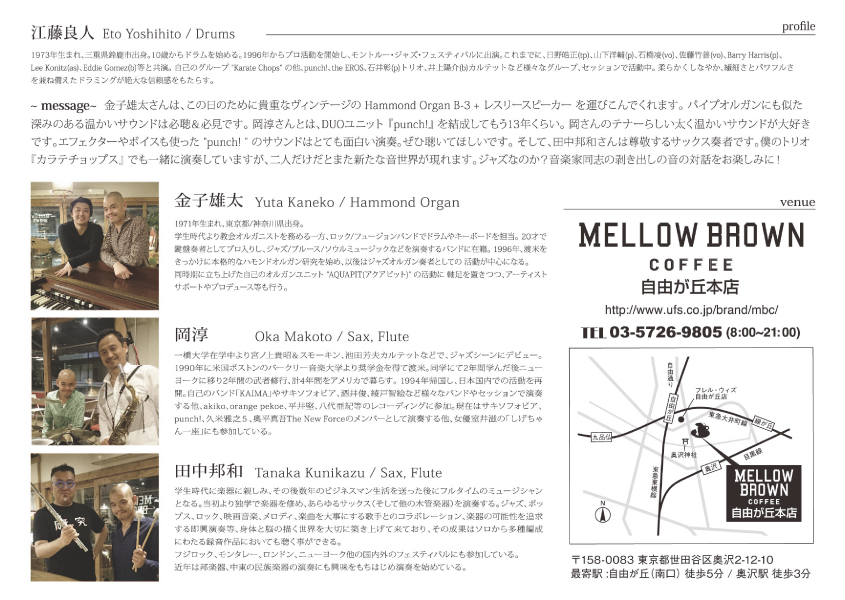 江藤良人 Eto Yoshihito / Drums
profile
1973年生まれ、三重県鈴鹿市出身。10歳からドラムを始める。1996年からプロ活動を開始し、モントルー・ジャズ・フェスティバルに出演。これまでに、日野皓正(tp)、山下洋輔(p)、石橋凌(vo)、佐藤竹善(vo)、Barry Harris(p)、
Lee Konitz(as)、Eddie Gomez(b)等と共演。自己のグループ "Karate Chops" の他、punch!、the EROS、石井彰(p)トリオ、井上陽介(b)カルテットなど様々なグループ、セッションで活動中。柔らかくしなやか、繊細さとパワフルさ
を兼ね備えたドラミングが絶大な信頼感をもたらす。
~ message~ 金子雄太さんは、この日のために貴重なヴィンテージの Hammond Organ B-3 + レスリースピーカー を運びこんでくれます。パイプオルガンにも似た
深みのある温かいサウンドは必聴&必見です。岡淳さんとは、DUOユニット『punch!』を結成してもう13年くらい。岡さんのテナーらしい太く温かいサウンドが大好き
です。エフェクターやボイスも使った "punch! " のサウンドはとても面白い演奏。ぜひ聴いてほしいです。そして、田中邦和さんは尊敬するサックス奏者です。僕のトリオ
『カラテチョップス』でも一緒に演奏していますが、二人だけだとまた新たな音世界が現れます。ジャズなのか?音楽家同志の剥き出しの音の対話をお楽しみに!
金子雄太 Yuta Kaneko / Hammond Organ
1971年生まれ、東京都/神奈川県出身。
学生時代より教会オルガニストを務める一方、ロック/フュージョンバンドでドラムやキーボードを担当。20才で
鍵盤奏者としてプロ入りし、ジャズ/ブルース/ソウルミュージックなどを演奏するバンドに在籍。1996年、渡米を
きっかけに本格的なハモンドオルガン研究を始め、以後はジャズオルガン奏者としての 活動が中心になる。
同時期に立ち上げた自己のオルガンユニット "AQUAPIT(アクアピット)" の活動に 軸足を置きつつ、アーティスト
サポートやプロデュース等も行う。
岡淳 Oka Makoto / Sax, Flute
一橋大学在学中より宮ノ上貴昭&スモーキン、池田芳夫カルテットなどで、ジャズシーンにデビュー。
1990年に米国ボストンのバークリー音楽大学より奨学金を得て渡米。同学にて2年間学んだ後ニュー
ヨークに移り2年間の武者修行、計4年間をアメリカで暮らす。1994年帰国し、日本国内での活動を再
開。自己のバンド「KAIMA」やサキソフォビア、酒井俊、綾戸智絵など様々なバンドやセッションで演奏
する他、akiko、orange pekoe、平井堅、八代亜紀等のレコーディングに参加。現在はサキソフォビア、
punch!、久米雅之5、奥平真吾The New Forceのメンバーとして演奏する他、女優室井滋の「しげちゃ
ん一座」にも参加している。
田中邦和 Tanaka Kunikazu / Sax, Flute
学生時代に楽器に親しみ、その後数年のビジネスマン生活を送った後にフルタイムのミュージシャン
となる。当初より独学で楽器を修め、あらゆるサックス(そして他の木管楽器)を演奏する。ジャズ、ポッ
プス、ロック、映画音楽、メロディ、楽曲を大事にする歌手とのコラボレーション、楽器の可能性を追求
する即興演奏等、身体と脳の描く世界を大切に築き上げて来ており、その成果はソロから多種編成
にわたる録音作品においても聴く事ができる。
フジロック、モンタレー、ロンドン、ニューヨーク他の国内外のフェスティバルにも参加している。
近年は邦楽器、中東の民族楽器の演奏にも興味をもちはじめ演奏を始めている。
venue
MELLOW BROWN
COFFEE
自由が丘本店
http://www.ufs.co.jp/brand/mbc/
TEL 03-5726-9805 (8:00~21:00)
自由通り
フレル・ウィズ
自由が丘店
自由が丘
東急大井町線
緑が丘
九品仏
奥沢神社
奥沢
目黒線
東急東横線
N
MELLOW
BROWN
COFFEE
自由が丘本店
〒158-0083 東京都世田谷区奥沢2-12-10
最寄駅 :自由が丘(南口) 徒歩5分 / 奥沢駅 徒歩3分